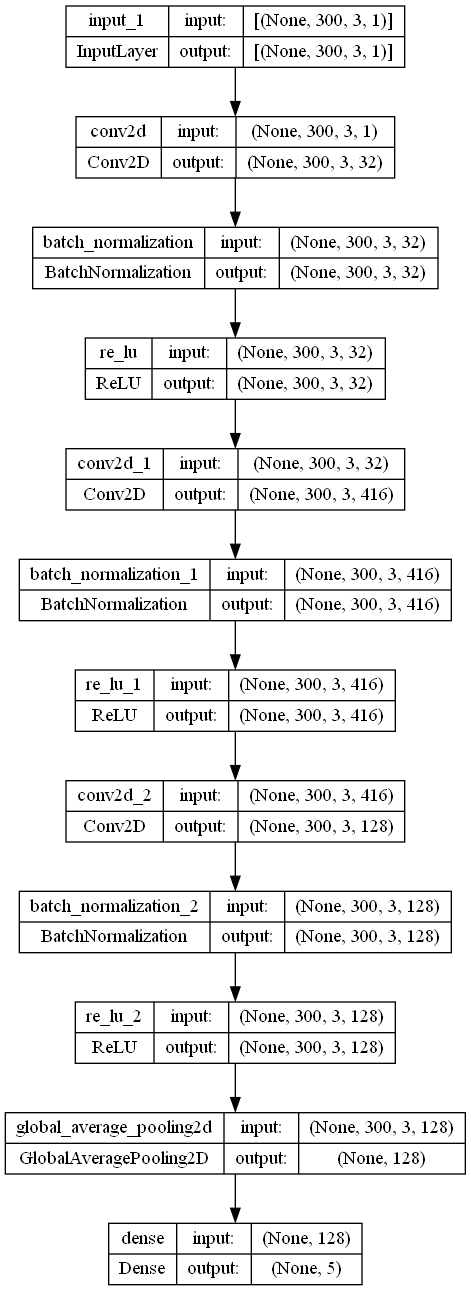 input_1 input: [(None, 300, 3, 1)]
InputLayer output: [(None, 300, 3, 1)]
conv2d input: (None, 300, 3, 1)
Conv2D output: (None, 300, 3, 32)
batch_normalization input: (None, 300, 3, 32)
BatchNormalization output: (None, 300, 3, 32)
re_lu input: (None, 300, 3, 32)
ReLU output: (None, 300, 3, 32)
conv2d_1 input: (None, 300, 3, 32)
Conv2D output: (None, 300, 3, 416)
batch_normalization_1 input: (None, 300, 3, 416)
BatchNormalization output: (None, 300, 3, 416)
re_lu_1 input: (None, 300, 3, 416)
ReLU output: (None, 300, 3, 416)
conv2d_2 input: (None, 300, 3, 416)
Conv2D output: (None, 300, 3, 128)
batch_normalization_2 input: (None, 300, 3, 128)
BatchNormalization output: (None, 300, 3, 128)
re_lu_2 input: (None, 300, 3, 128)
ReLU output: (None, 300, 3, 128)
global_average_pooling2d input: (None, 300, 3, 128)
GlobalAveragePooling2D output: (None, 128)
dense input: (None, 128)
Dense output: (None, 5)